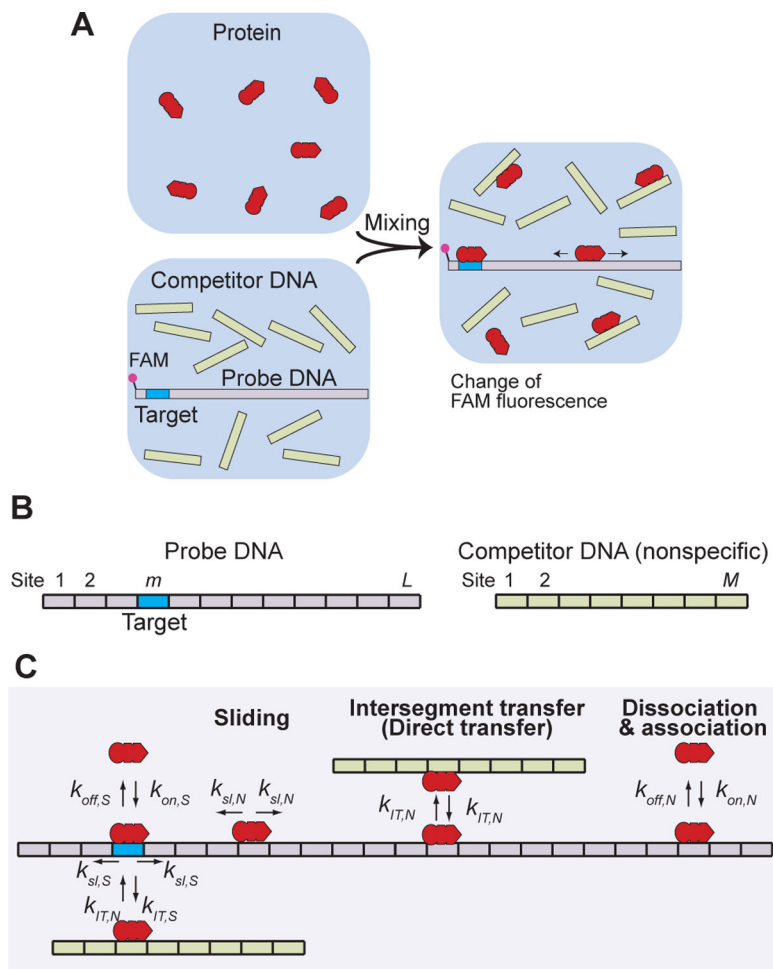 A
Protein
Mixing
Competitor DNA
FAM
Probe DNA
Target
Change of
FAM fluorescence
B
Probe DNA
Site 1 2 m L
Target
Competitor DNA (nonspecific)
Site 1 2 M
C
Sliding
Intersegment transfer
(Direct transfer)
Dissociation
& association
k_off,S k_on,S
k_sl,N k_sl,N
k_IT,N k_IT,N
k_off,N k_on,N
k_sl,S k_sl,S
k_IT,N k_IT,S